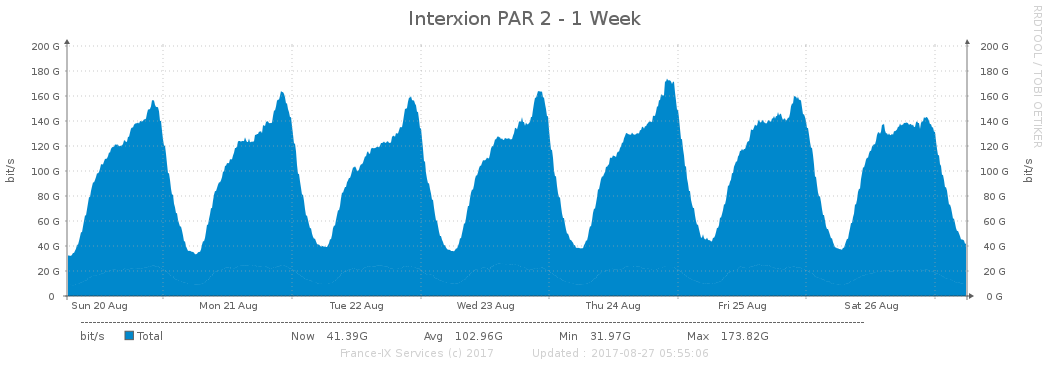 Interxion PAR 2 - 1 Week
RRDTOOL / TOBI OETIKER
bit/s
200 G
180 G
160 G
140 G
120 G
100 G
80 G
60 G
40 G
20 G
0
200 G
180 G
160 G
140 G
120 G
100 G
80 G
60 G
40 G
20 G
0 G
bit/s
Sun 20 Aug Mon 21 Aug Tue 22 Aug Wed 23 Aug Thu 24 Aug Fri 25 Aug Sat 26 Aug
bit/s Total Now 41.39G Avg 102.96G Min 31.97G Max 173.82G
France-IX Services (c) 2017 Updated : 2017-08-27 05:55:06